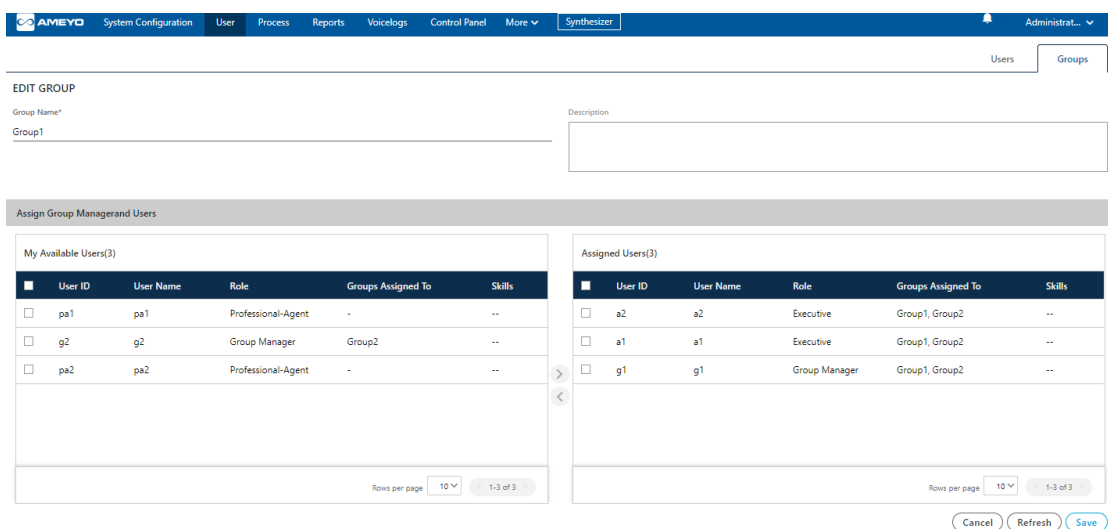 AMEYO System Configuration User Process Reports Voicelogs Control Panel More Synthesizer Administrat...
Users Groups
EDIT GROUP
Group Name* Description
Group1
Assign Group Managerand Users
My Available Users(3) Assigned Users(3)
User ID User Name Role Groups Assigned To Skills User ID User Name Role Groups Assigned To Skills
pa1 pa1 Professional-Agent - -- a2 a2 Executive Group1, Group2 --
g2 g2 Group Manager Group2 -- a1 a1 Executive Group1, Group2 --
pa2 pa2 Professional-Agent - -- g1 g1 Group Manager Group1, Group2 --
Rows per page 10 1-3 of 3 Rows per page 10 1-3 of 3
Cancel Refresh Save